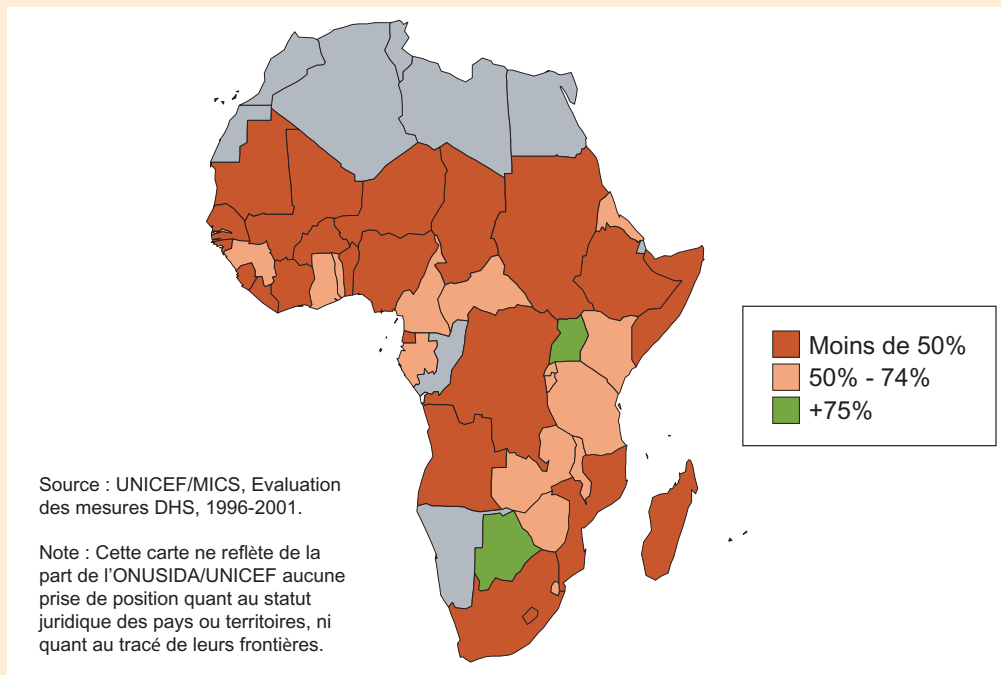 Moins de 50%
50% - 74%
+75%
Source : UNICEF/MICS, Evaluation
des mesures DHS, 1996-2001.
Note : Cette carte ne reflète de la
part de l'ONUSIDA/UNICEF aucune
prise de position quant au statut
juridique des pays ou territoires, ni
quant au tracé de leurs frontières.